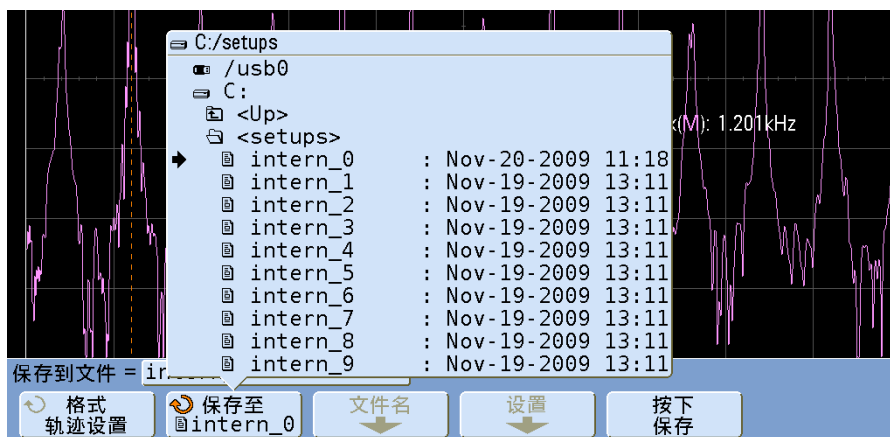 C:/setups
/usb0
C:
<Up>
<setups>
intern_0 : Nov-20-2009 11:18
intern_1 : Nov-19-2009 13:11
intern_2 : Nov-19-2009 13:11
intern_3 : Nov-19-2009 13:11
intern_4 : Nov-19-2009 13:11
intern_5 : Nov-19-2009 13:11
intern_6 : Nov-19-2009 13:11
intern_7 : Nov-19-2009 13:11
intern_8 : Nov-19-2009 13:11
intern_9 : Nov-19-2009 13:11
(M): 1.201kHz
保存到文件 =
格式
轨迹设置
保存至
intern_0
文件名
设置
按下
保存